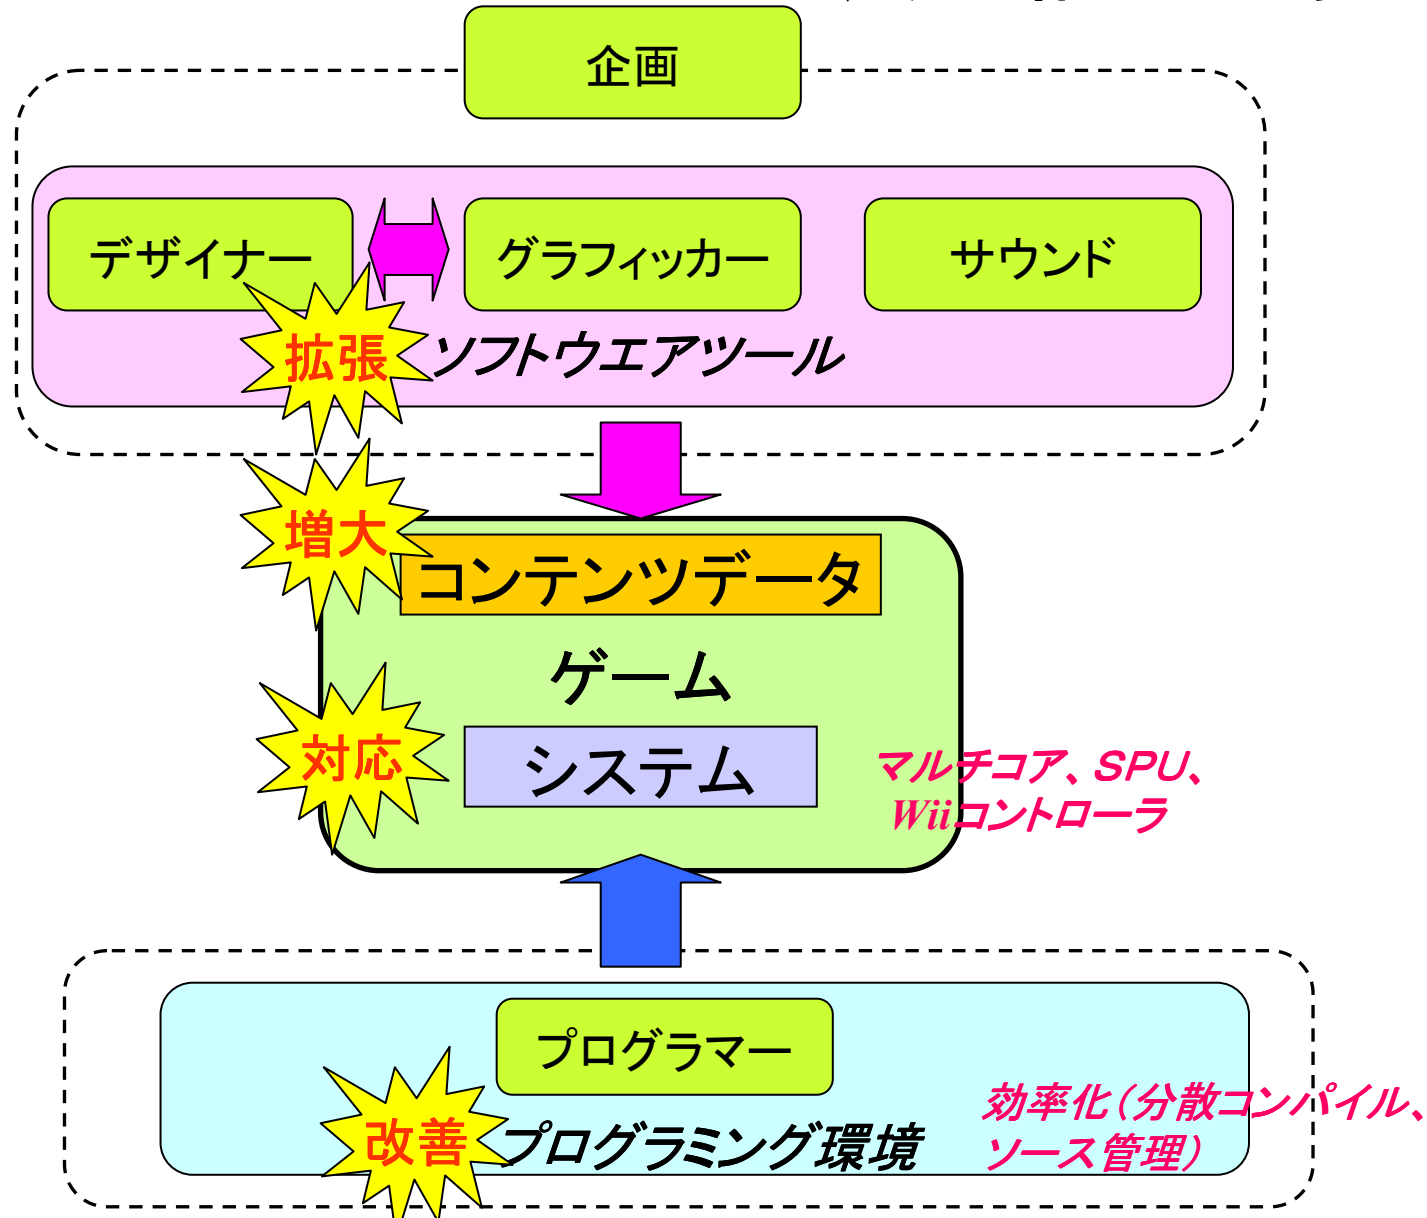 企画
デザイナー
グラフィッカー
サウンド
拡張
ソフトウエアツール
増大
コンテンツデータ
ゲーム
対応
システム
マルチコア、SPU、
Wiiコントローラ
プログラマー
改善
プログラミング環境
効率化(分散コンパイル、
ソース管理)